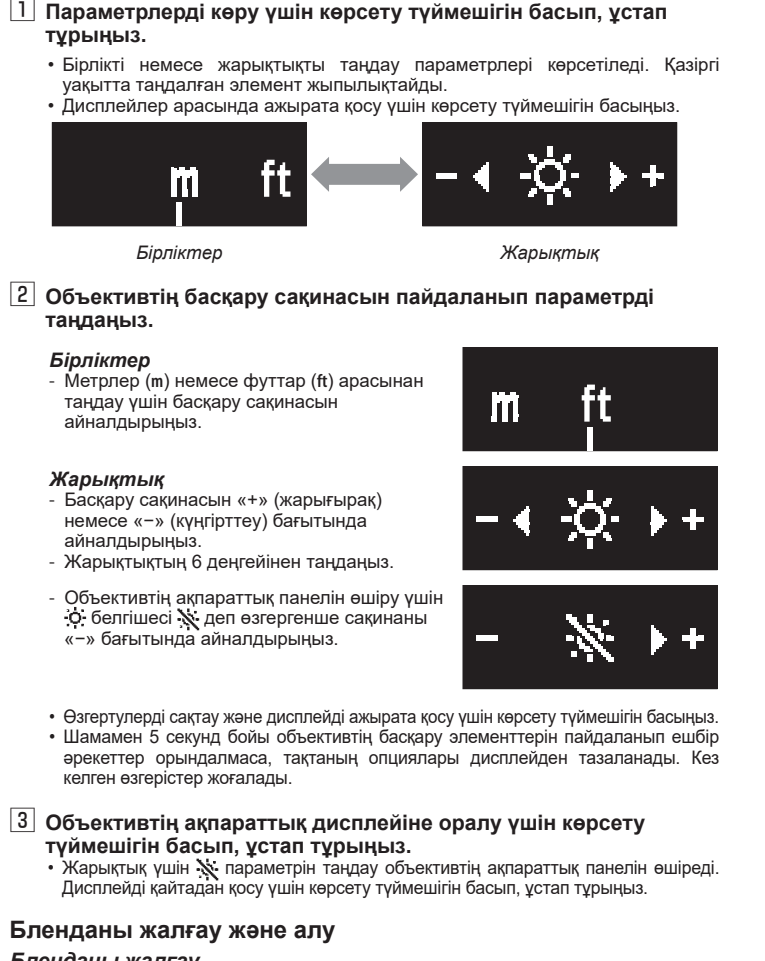 1 Параметрлерді көру үшін көрсету түймешігін басып, ұстап
тұрыңыз.
• Бірлікті немесе жарықтықты таңдау параметрлері көрсетіледі. Қазіргі
уақытта таңдалған элемент жыпылықтайды.
• Дисплейлер арасында ажырата қосу үшін көрсету түймешігін басыңыз.
m ft
− +
Бірліктер
Жарықтық
2 Объективтің басқару сақинасын пайдаланып параметрді
таңдаңыз.
Бірліктер
- Метрлер (m) немесе футтар (ft) арасынан
таңдау үшін басқару сақинасын
айналдырыңыз.
m ft
Жарықтық
- Басқару сақинасын «+» (жарығырақ)
немесе «−» (күңгірттеу) бағытында
айналдырыңыз.
- Жарықтықтың 6 деңгейінен таңдаңыз.
− +
- Объективтің ақпараттық панелін өшіру үшін
белгішесі деп өзгергенше сақинаны
«−» бағытында айналдырыңыз.
− +
• Өзгертулерді сақтау және дисплейді ажырата қосу үшін көрсету түймешігін басыңыз.
• Шамамен 5 секунд бойы объективтің басқару элементтерін пайдаланып ешбір
әрекеттер орындалмаса, тақтаның опциялары дисплейден тазаланады. Кез
келген өзгерістер жоғалады.
3 Объективтің ақпараттық дисплейіне оралу үшін көрсету
түймешігін басып, ұстап тұрыңыз.
• Жарықтық үшін параметрін таңдау объективтің ақпараттық панелін өшіреді.
Дисплейді қайтадан қосу үшін көрсету түймешігін басып, ұстап тұрыңыз.
Бленданы жалғау және алу
Бленданы жалғау